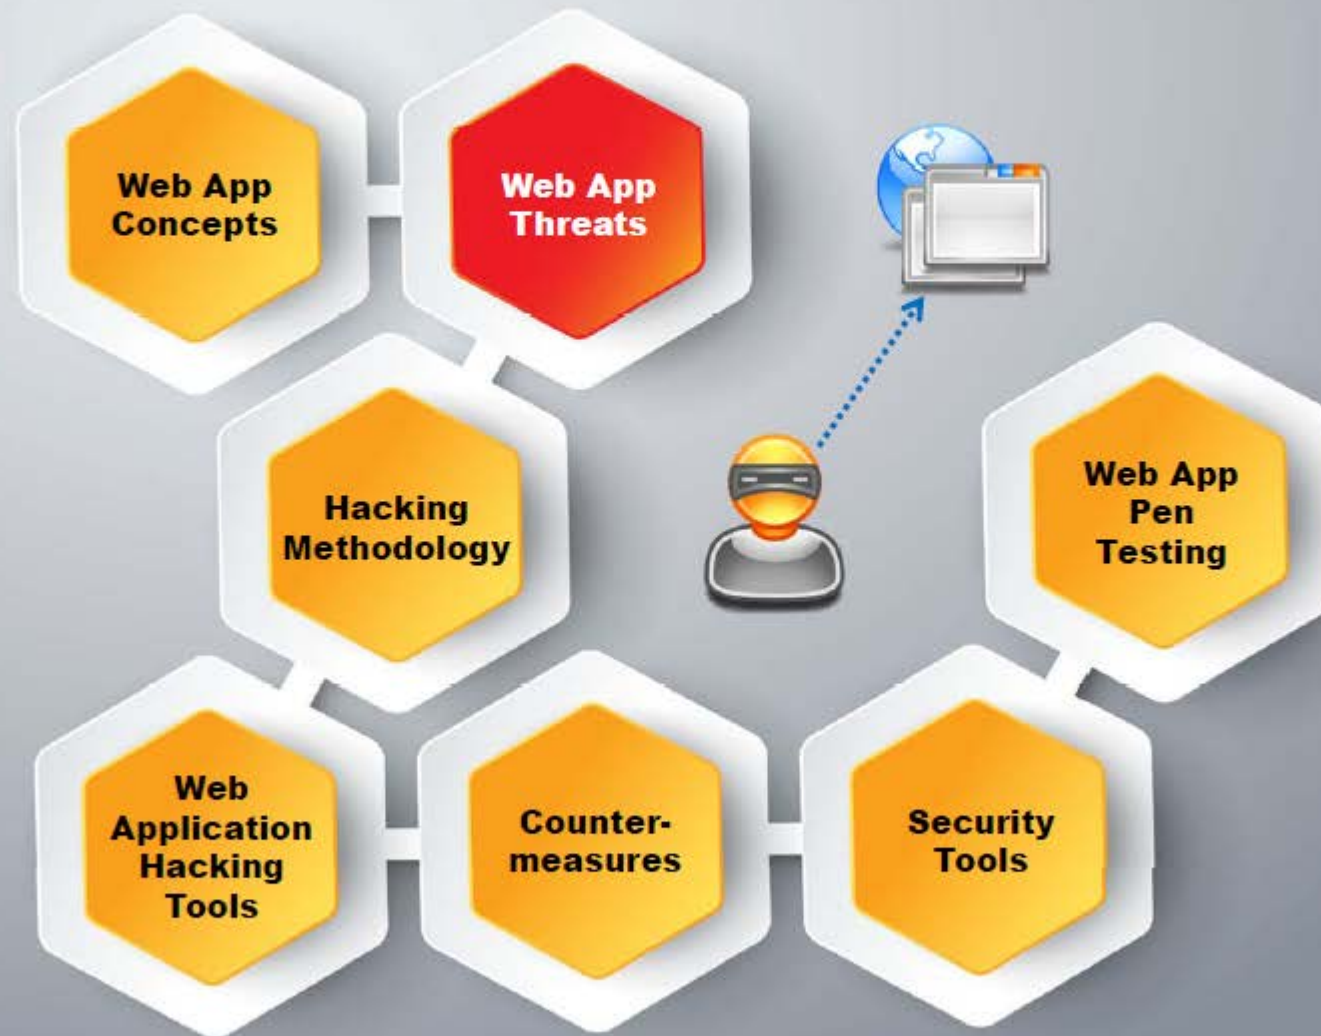 Web App
Concepts
Web App
Threats
Hacking
Methodology
Web App
Pen
Testing
Web
Application
Hacking
Tools
Counter-
measures
Security
Tools